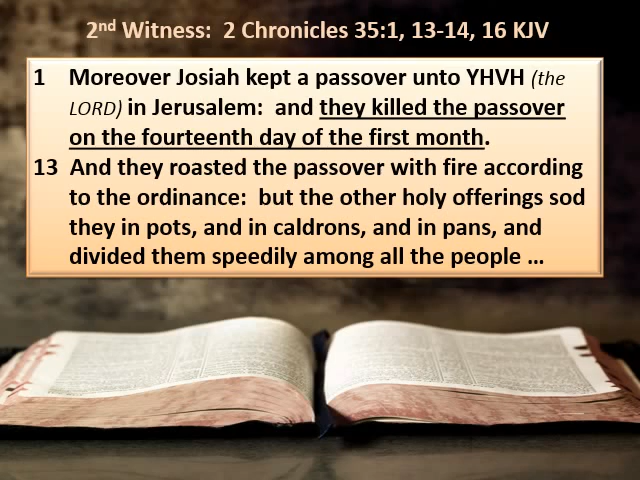 2nd Witness:  2 Chronicles 35:1, 13-14, 16 KJV
1 Moreover Josiah kept a passover unto YHVH (the
LORD) in Jerusalem:  and they killed the passover
on the fourteenth day of the first month.
13 And they roasted the passover with fire according
to the ordinance:  but the other holy offerings sod
they in pots, and in caldrons, and in pans, and
divided them speedily among all the people ...